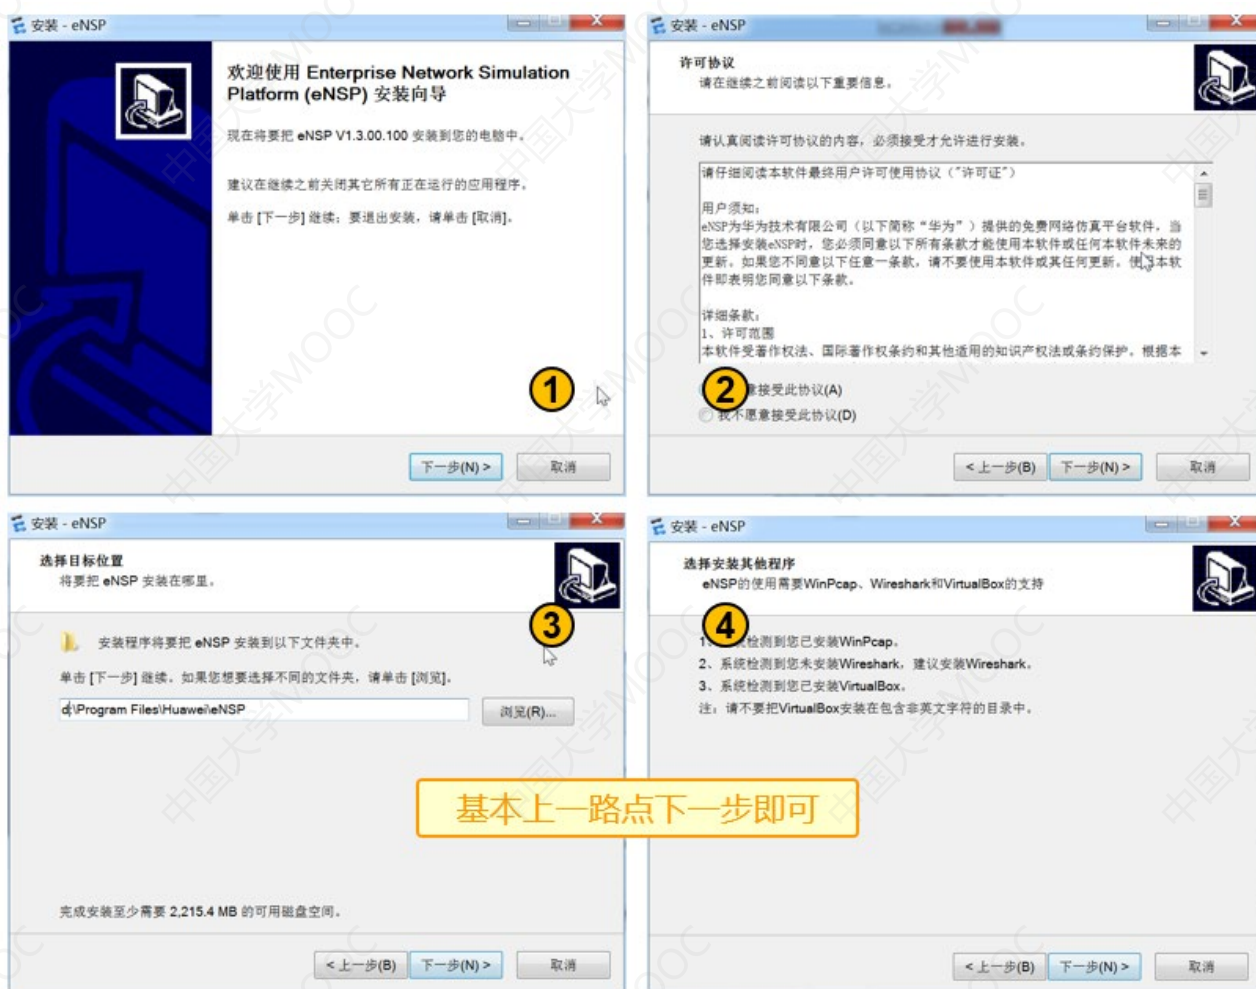 安装 - eNSP
欢迎使用 Enterprise Network Simulation
Platform (eNSP) 安装向导
现在将要把 eNSP V1.3.00.100 安装到您的电脑中。
建议在继续之前关闭其它所有正在运行的应用程序。
单击 [下一步] 继续；要退出安装，请单击 [取消]。
1
下一步(N) >
取消
安装 - eNSP
许可协议
请在继续之前阅读以下重要信息。
请认真阅读许可协议的内容，必须接受才允许进行安装。
请仔细阅读本软件最终用户许可使用协议（"许可证"）
用户须知：
eNSP为华为技术有限公司（以下简称“华为”）提供的免费网络仿真平台软件，当
您选择安装eNSP时，您必须同意以下所有条款才能使用本软件或任何本软件未来的
更新。如果您不同意以下任意一条款，请不要使用本软件或其任何更新。使用本软
件即表明您同意以下条款。
详细条款：
1、许可范围
本软件受著作权法、国际著作权条约和其他适用的知识产权法或条约保护。根据本
2
意接受此协议(A)
我不愿意接受此协议(D)
< 上一步(B)
下一步(N) >
取消
安装 - eNSP
选择目标位置
将要把 eNSP 安装在哪里。
3
安装程序将要把 eNSP 安装到以下文件夹中。
单击 [下一步] 继续。如果您想要选择不同的文件夹，请单击 [浏览]。
d:\Program Files\Huawei\eNSP
浏览(R)...
完成安装至少需要 2,215.4 MB 的可用磁盘空间。
< 上一步(B)
下一步(N) >
取消
安装 - eNSP
选择安装其他程序
eNSP的使用需要WinPcap、Wireshark和VirtualBox的支持
4
1、系统检测到您已安装WinPcap。
2、系统检测到您未安装Wireshark，建议安装Wireshark。
3、系统检测到您已安装VirtualBox。
注：请不要把VirtualBox安装在包含非英文字符的目录中。
< 上一步(B)
下一步(N) >
取消
基本上一路点下一步即可
中国大学MOOC